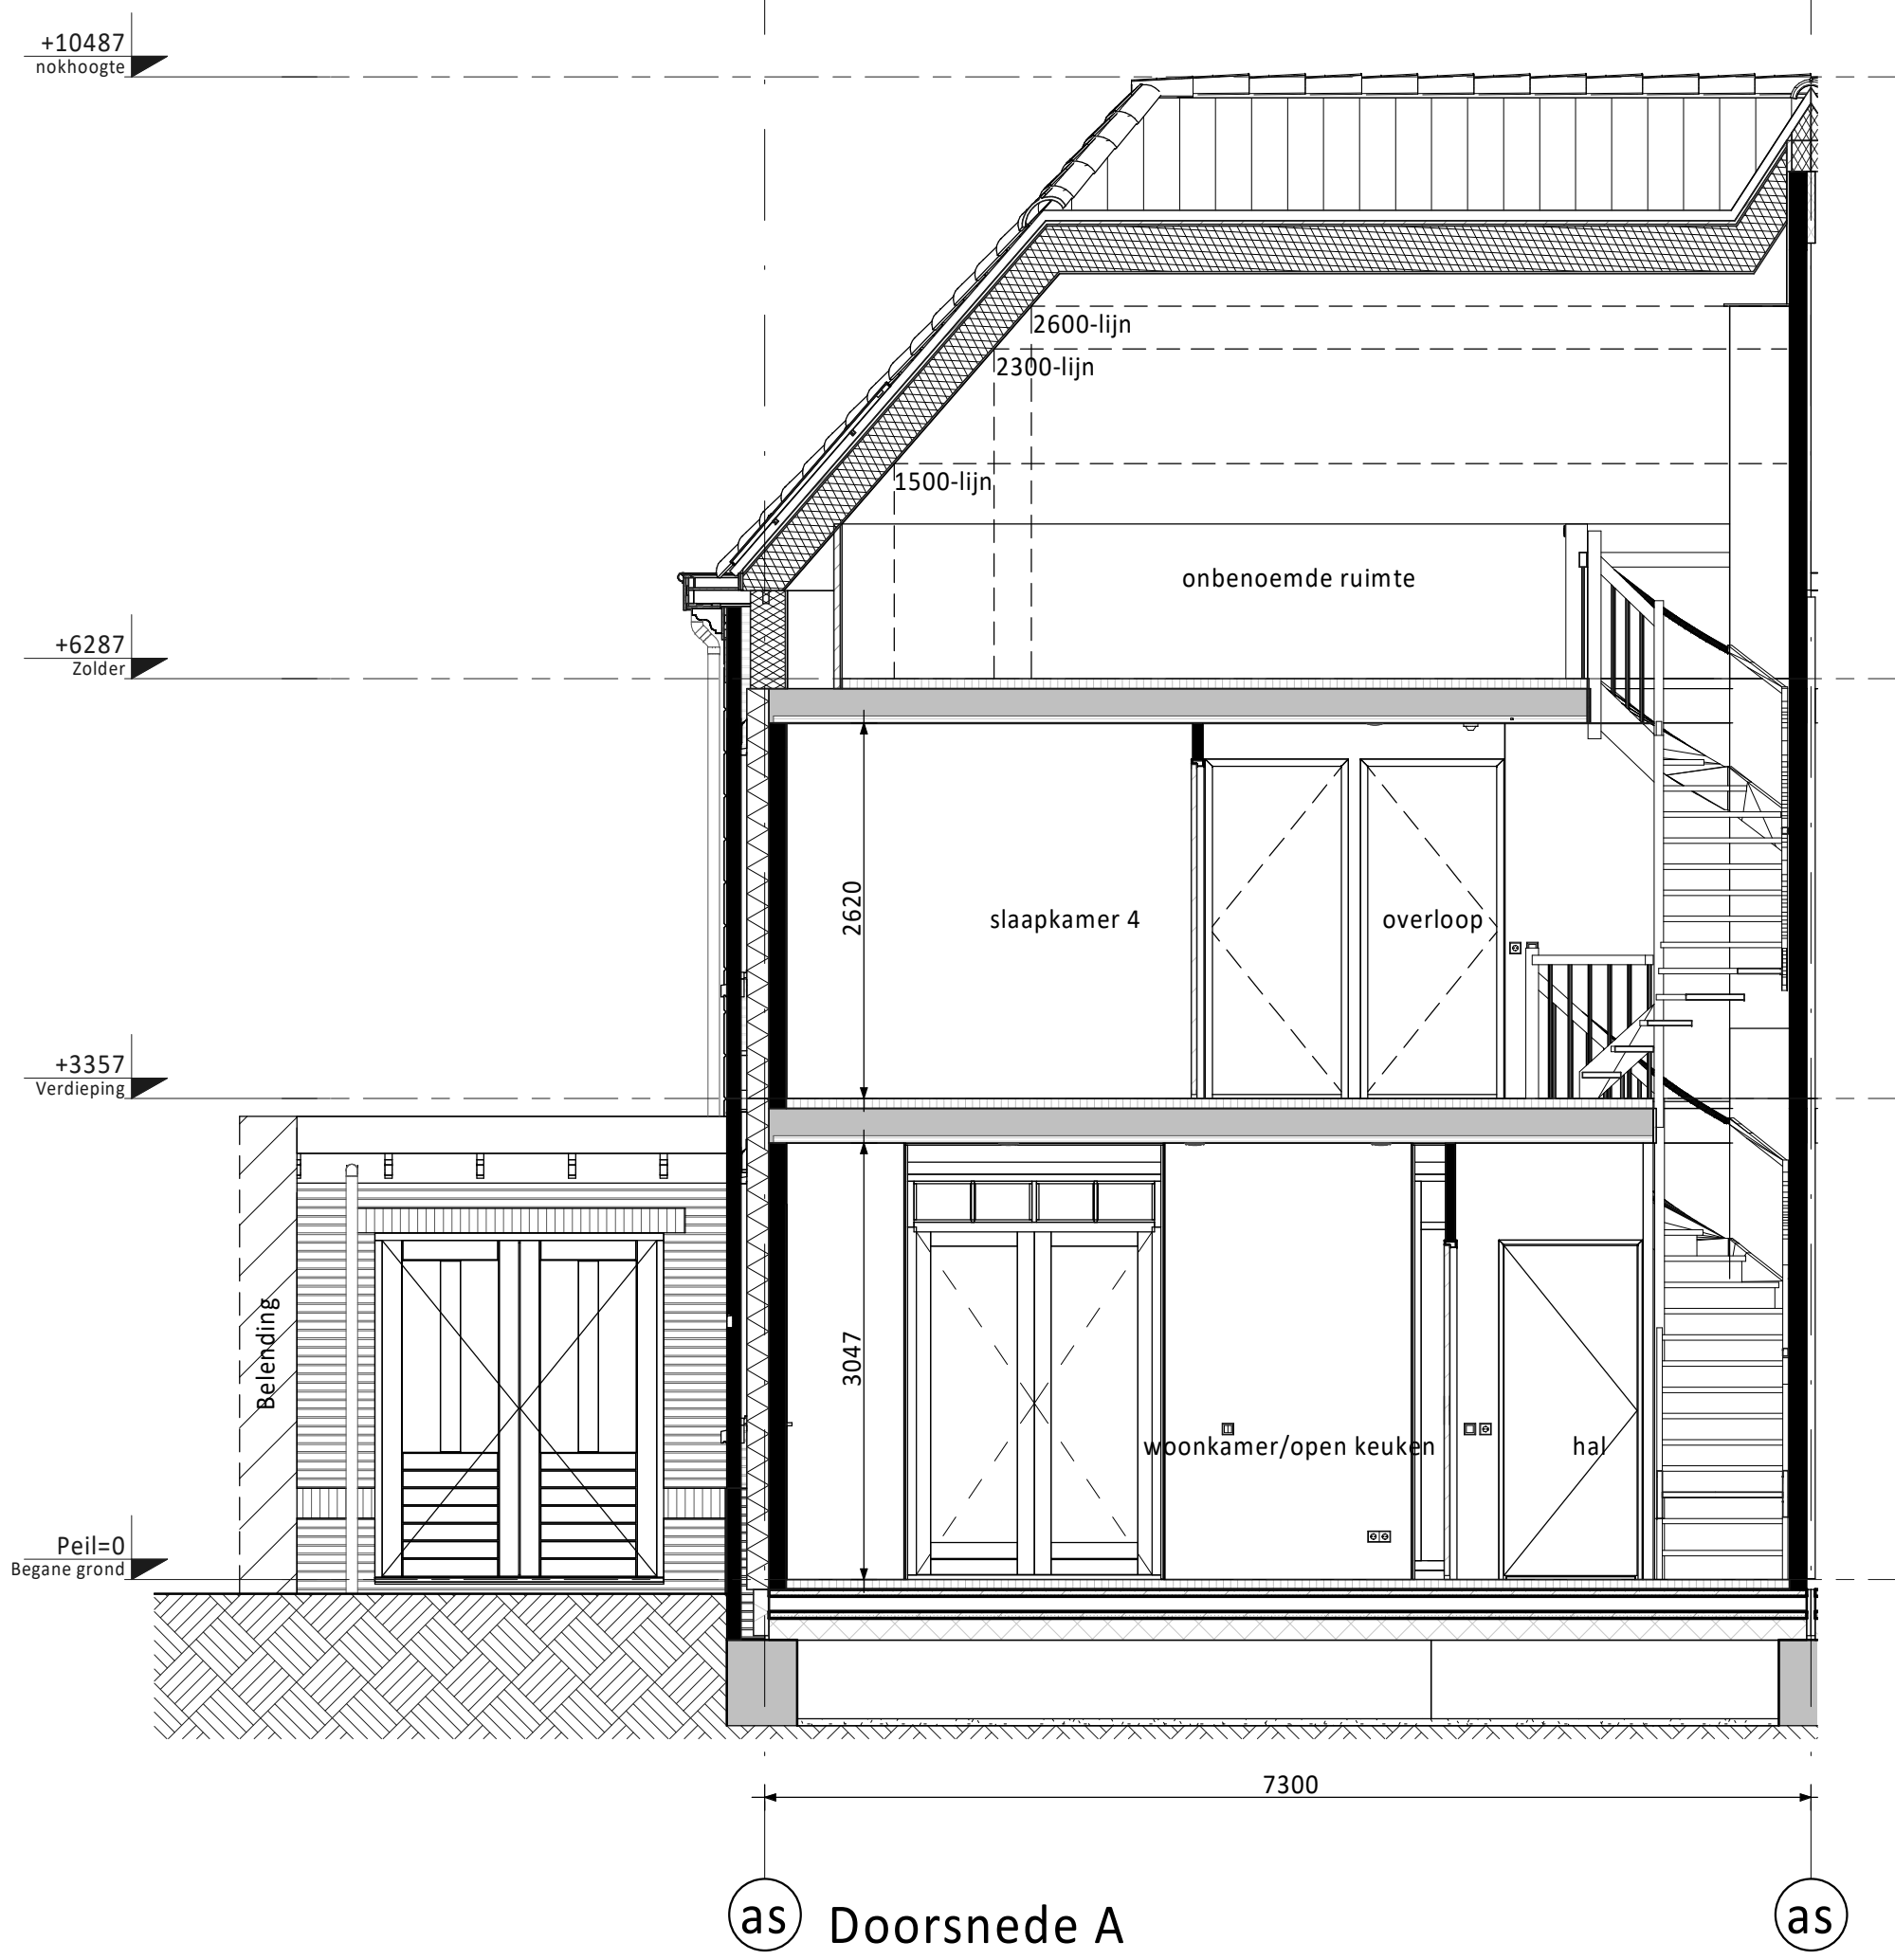 +10487
nokhoogte
2600-lijn
2300-lijn
1500-lijn
onbenoemde ruimte
+6287
Zolder
2620
slaapkamer 4
overloop
+3357
Verdieping
Belending
3047
woonkamer/open keuken
hal
Peil=0
Begane grond
7300
as
Doorsnede A
as